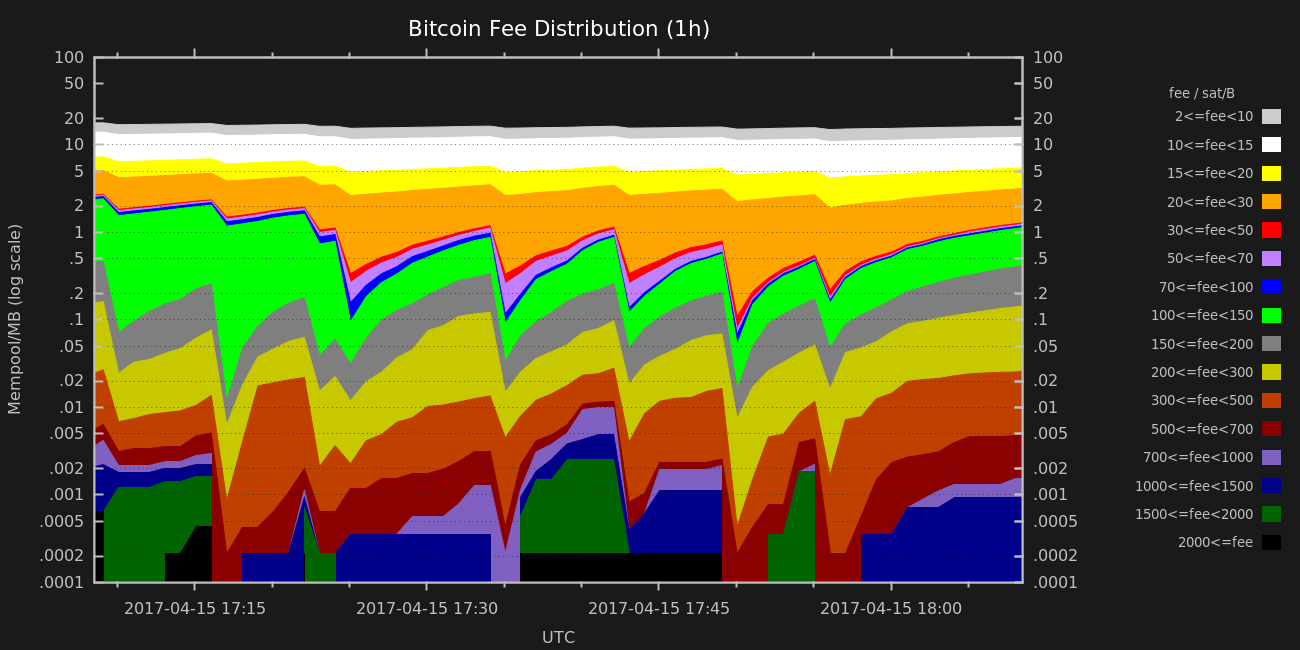 Bitcoin Fee Distribution (1h)
Mempool/MB (log scale)
100
50
20
10
5
2
1
.5
.2
.1
.05
.02
.01
.005
.002
.001
.0005
.0002
.0001
100
50
20
10
5
2
1
.5
.2
.1
.05
.02
.01
.005
.002
.001
.0005
.0002
.0001
fee / sat/B
2<=fee<10
10<=fee<15
15<=fee<20
20<=fee<30
30<=fee<50
50<=fee<70
70<=fee<100
100<=fee<150
150<=fee<200
200<=fee<300
300<=fee<500
500<=fee<700
700<=fee<1000
1000<=fee<1500
1500<=fee<2000
2000<=fee
2017-04-15 17:15
2017-04-15 17:30
2017-04-15 17:45
2017-04-15 18:00
UTC